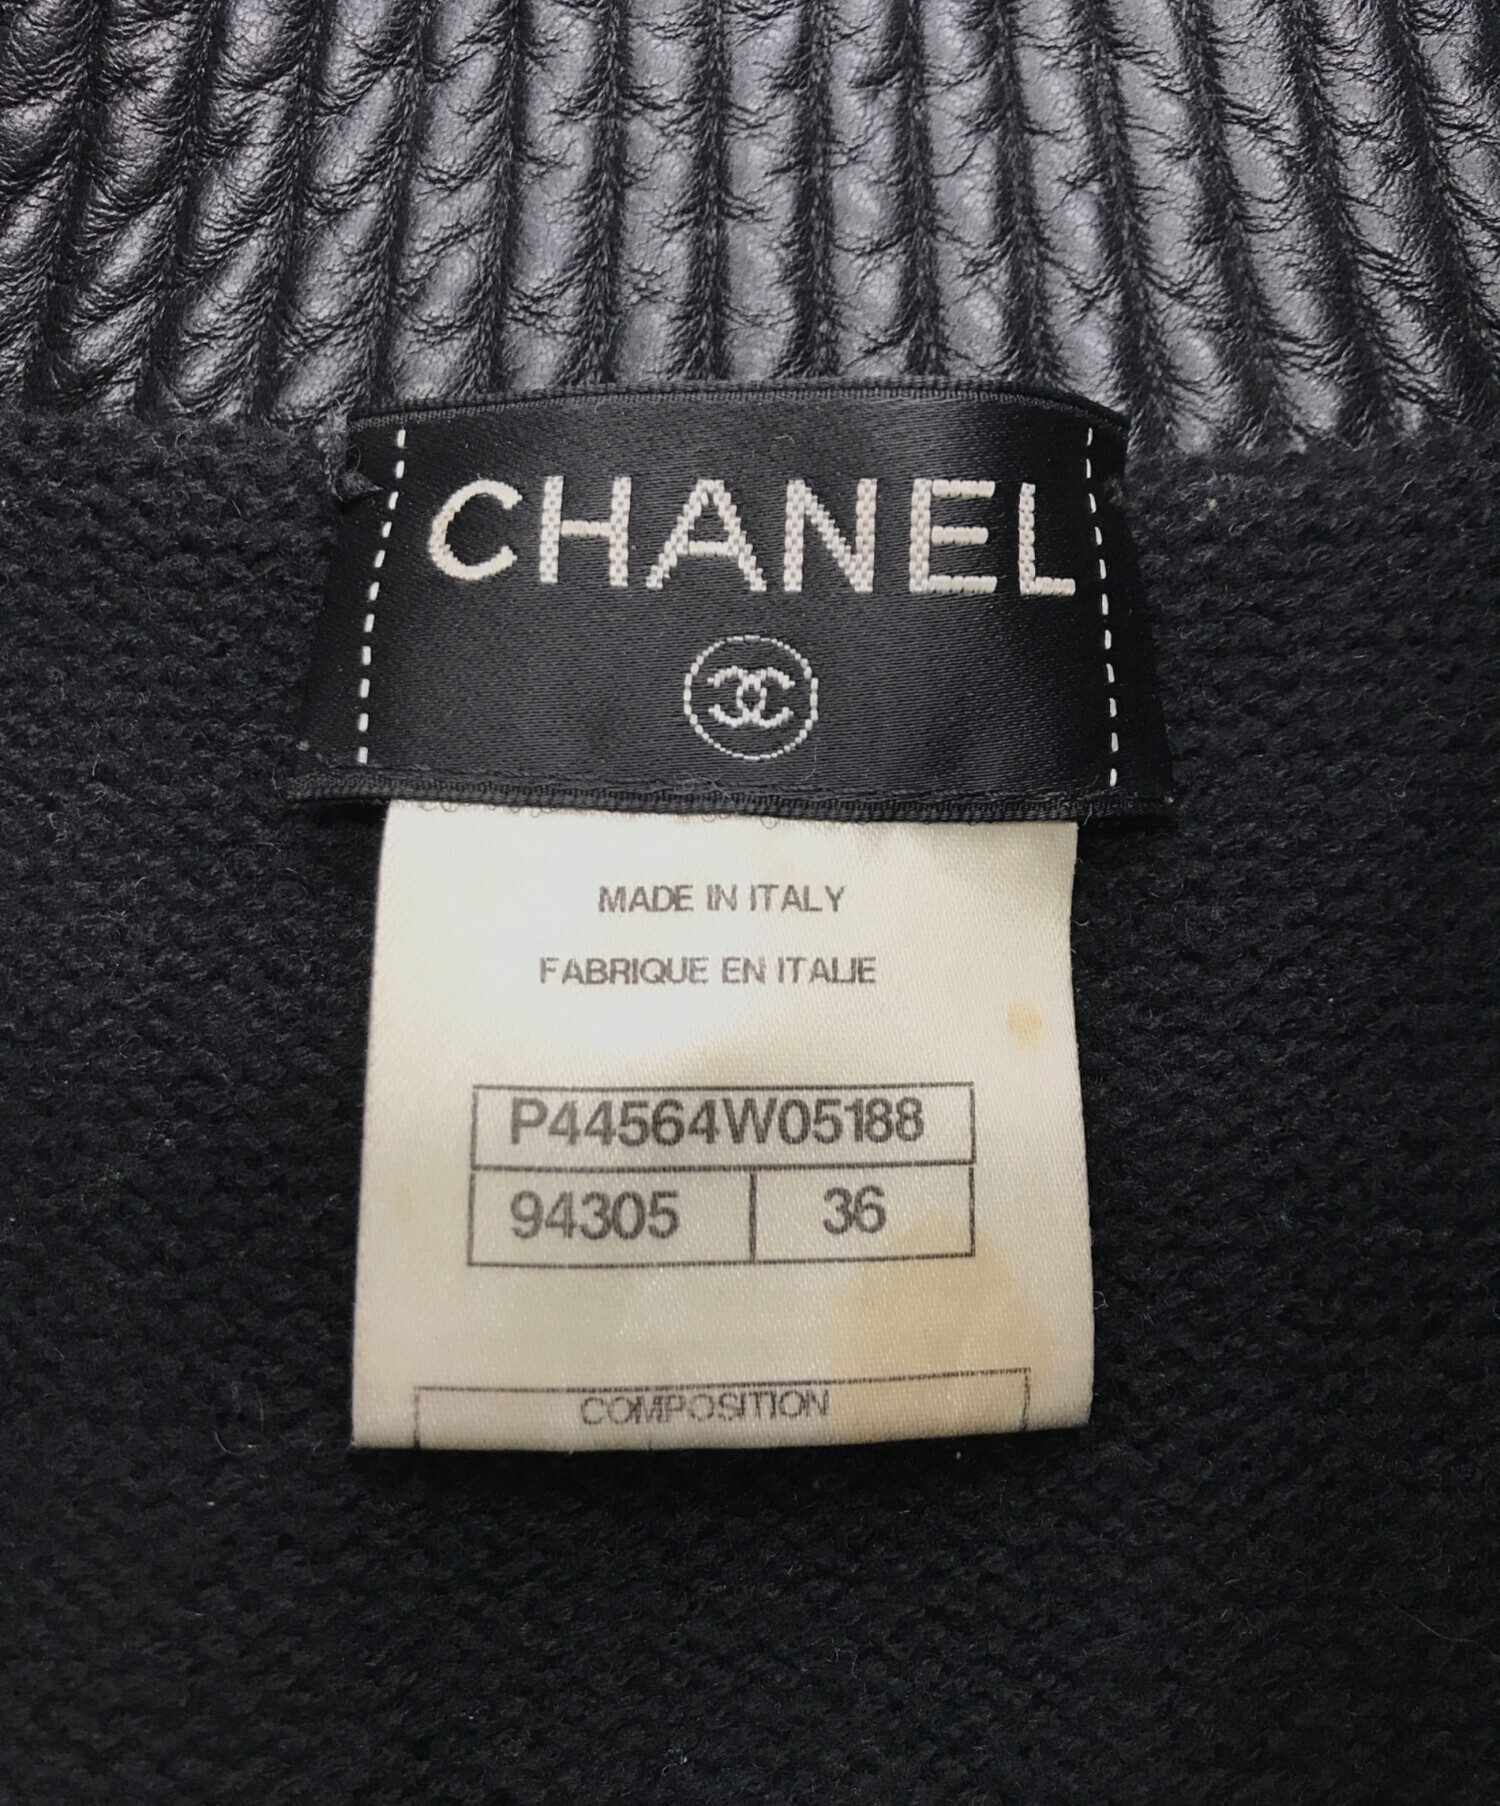 CHANEL
MADE IN ITALY
FABRIQUE EN ITALIE
P44564W05188
94305 36
COMPOSITION